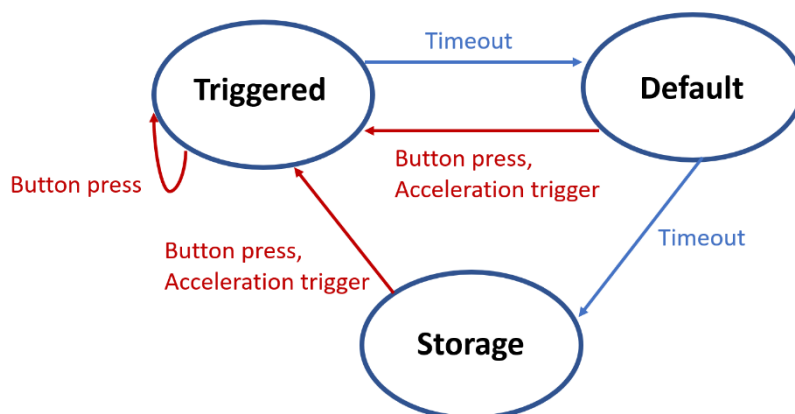 Timeout
Triggered
Default
Button press,
Acceleration trigger
Button press
Timeout
Button press,
Acceleration trigger
Storage